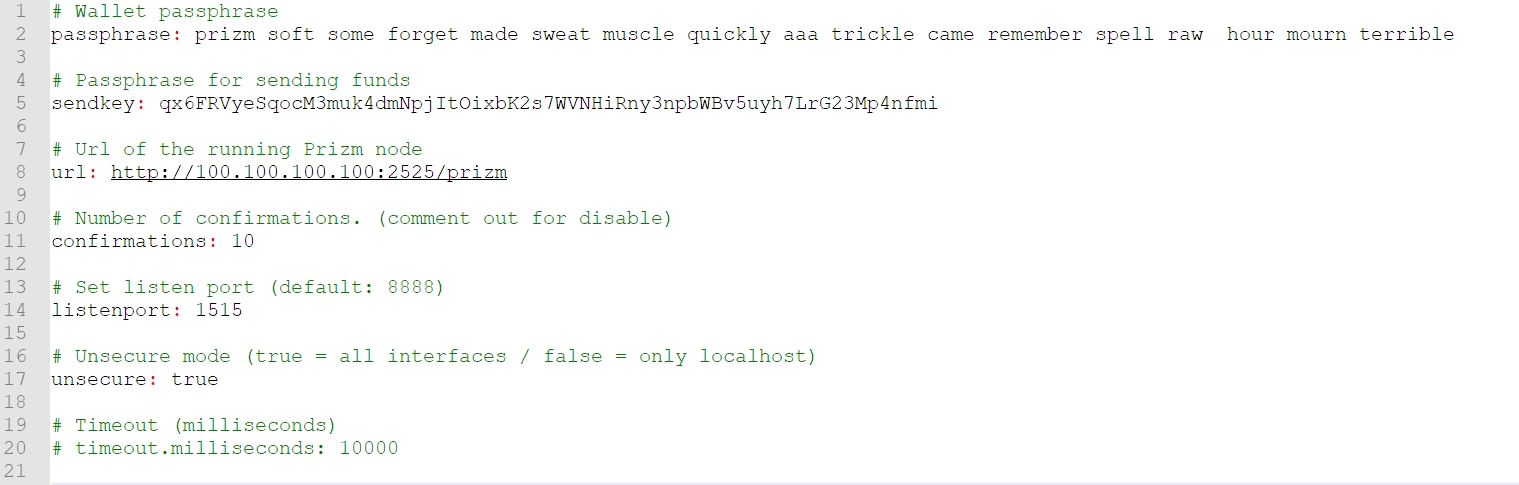 1 # Wallet passphrase
2 passphrase: prizm soft some forget made sweat muscle quickly aaa trickle came remember spell raw  hour mourn terrible
3
4 # Passphrase for sending funds
5 sendkey: qx6FRVyeSqocM3muk4dmNpjItOixbK2s7WVNHiRny3npbWBv5uyh7LrG23Mp4nfmi
6
7 # Url of the running Prizm node
8 url: http://100.100.100.100:2525/prizm
9
10 # Number of confirmations. (comment out for disable)
11 confirmations: 10
12
13 # Set listen port (default: 8888)
14 listenport: 1515
15
16 # Unsecure mode (true = all interfaces / false = only localhost)
17 unsecure: true
18
19 # Timeout (milliseconds)
20 # timeout.milliseconds: 10000
21